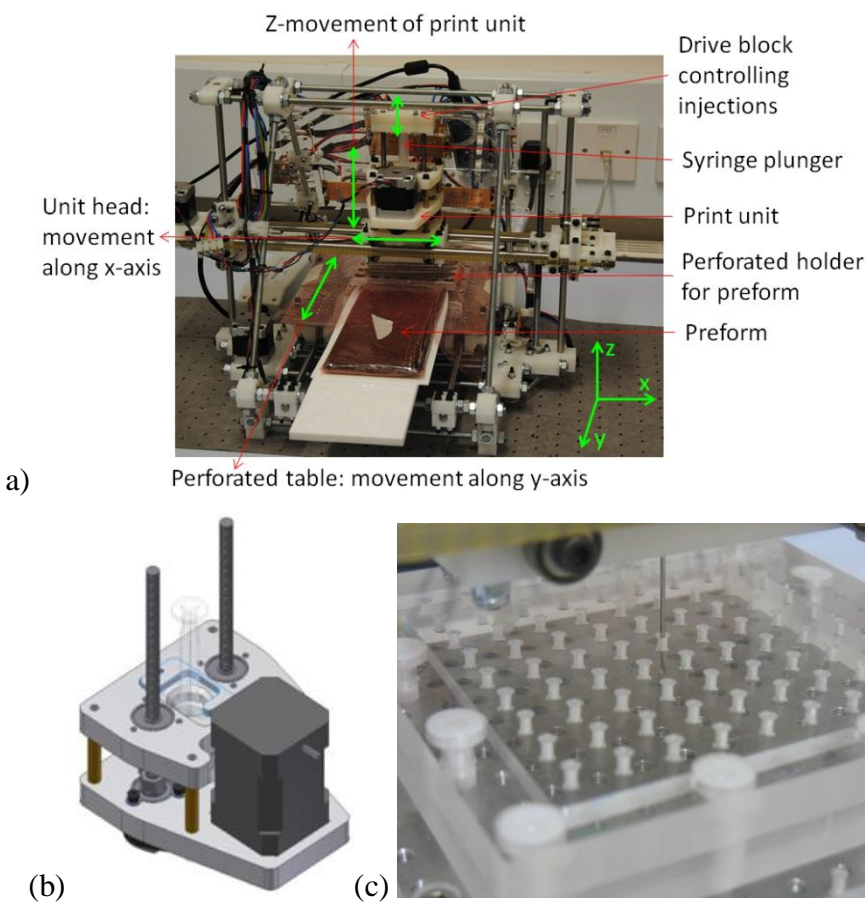 Z-movement of print unit
Drive block
controlling
injections
Syringe plunger
Unit head:
movement
along x-axis
Print unit
Perforated holder
for preform
Preform
z
x
y
a)
Perforated table: movement along y-axis
(b)
(c)